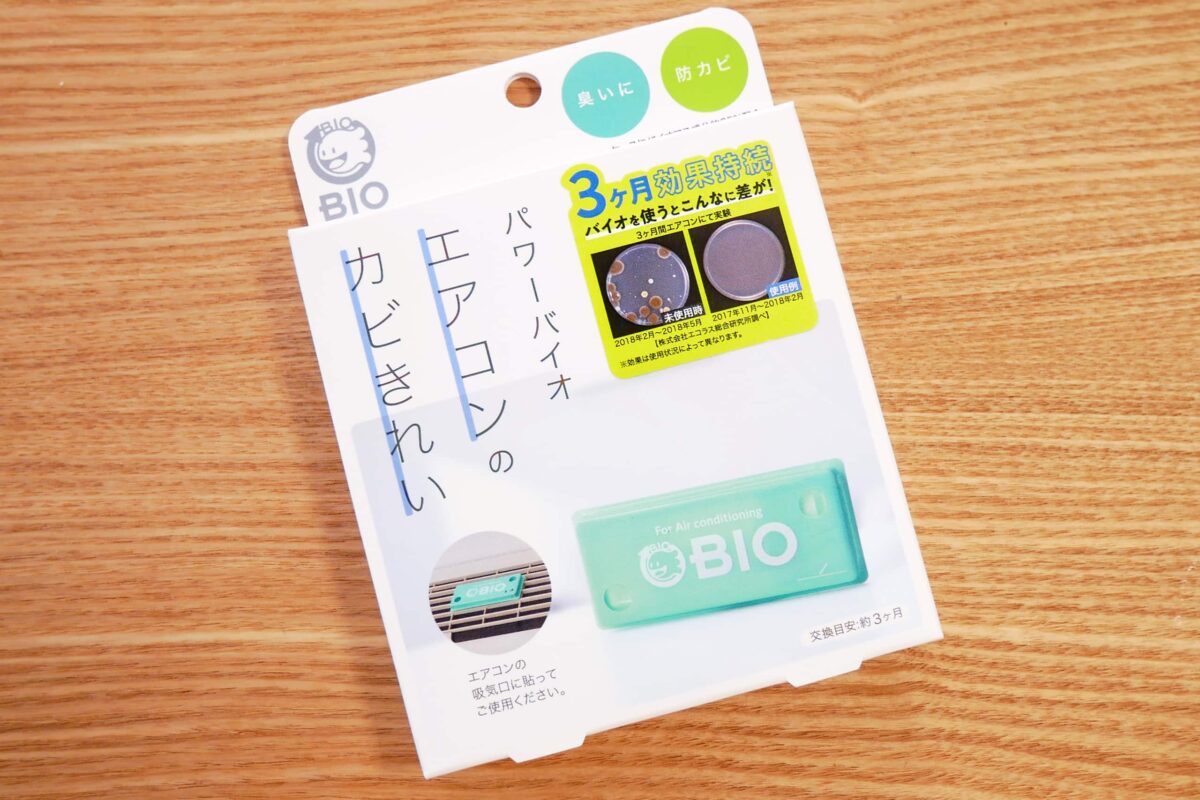 臭いに
防カビ
BIO
BIO
3ヶ月効果持続※
バイオを使うとこんなに差が!
3ヶ月間エアコンにて実験
未使用時
使用例
2018年2月〜2018年5月
2017年11月〜2018年2月
【株式会社エコラス総合研究所調べ】
※効果は使用状況によって異なります。
パワーバイオ
エアコンの
カビきれい
For Air conditioning
BIO
BIO
BIO
エアコンの
吸気口に貼って
ご使用ください。
交換目安:約3ヶ月